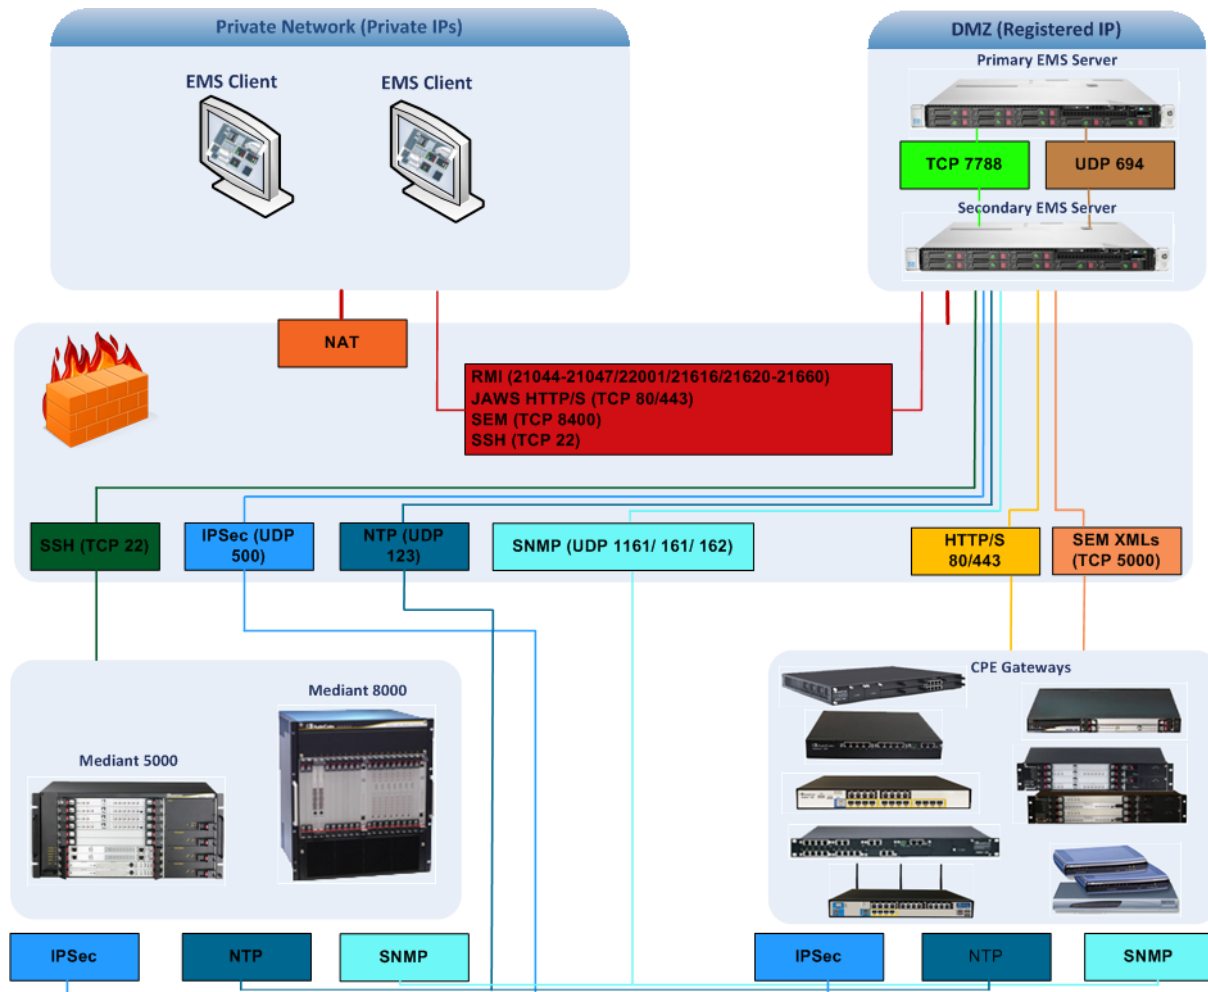 Private Network (Private IPs)
DMZ (Registered IP)
Primary EMS Server
EMS Client
EMS Client
TCP 7788
UDP 694
Secondary EMS Server
NAT
RMI (21044-21047/22001/21616/21620-21660)
JAWS HTTP/S (TCP 80/443)
SEM (TCP 8400)
SSH (TCP 22)
SSH (TCP 22)
IPSec (UDP
500)
NTP (UDP
123)
SNMP (UDP 1161/ 161/ 162)
HTTP/S
80/443
SEM XMLs
(TCP 5000)
Mediant 8000
Mediant 5000
CPE Gateways
IPSec
NTP
SNMP
IPSec
NTP
SNMP